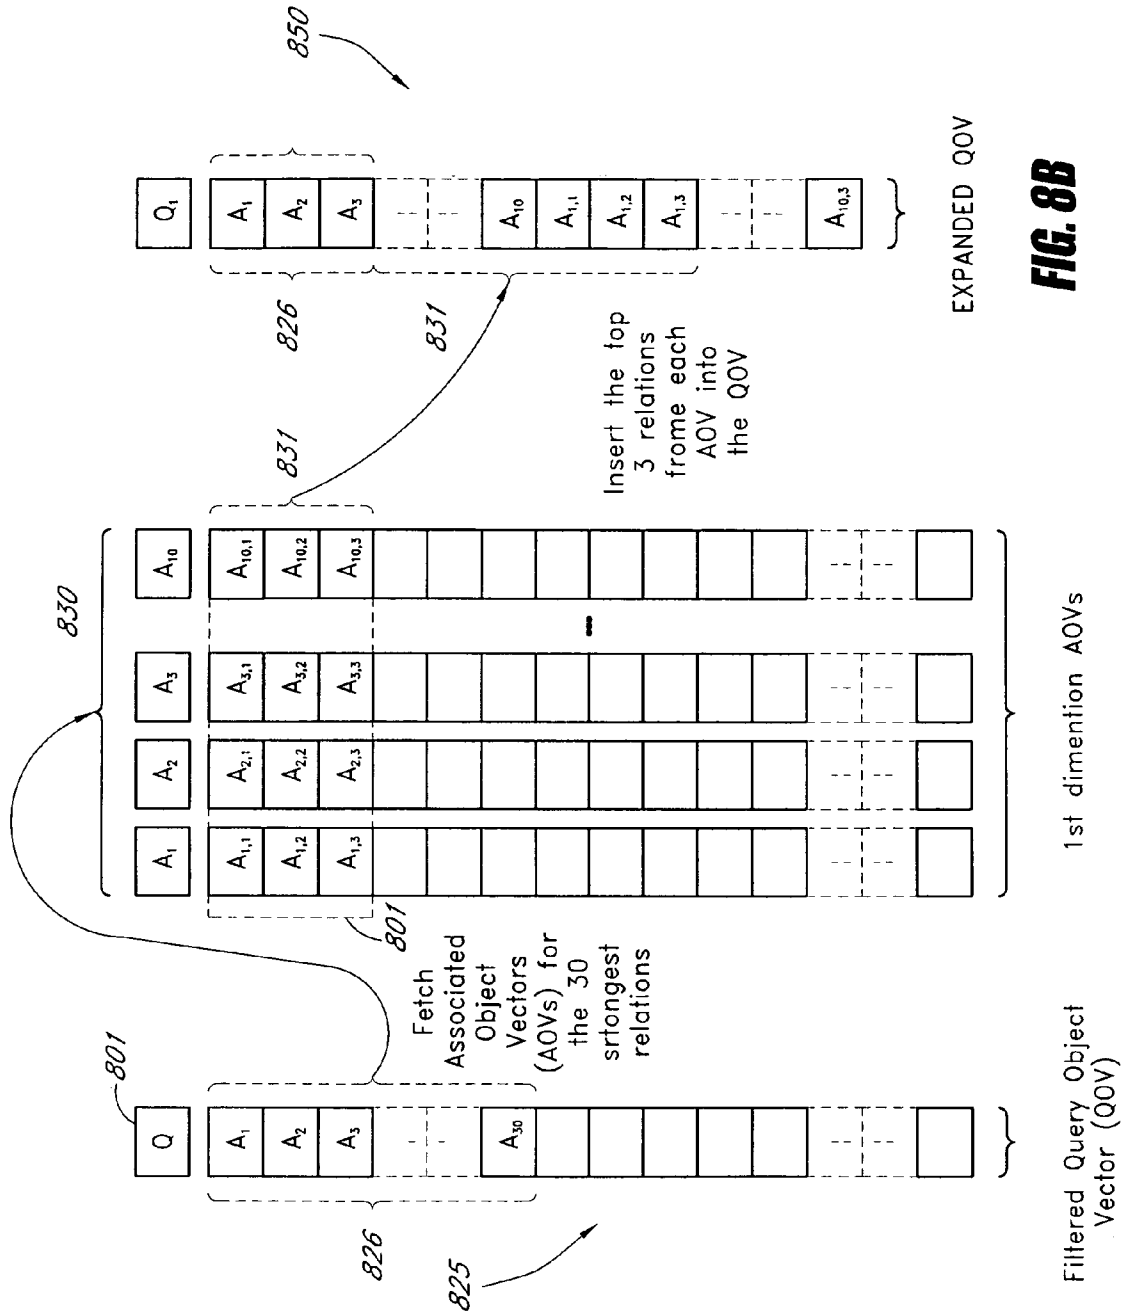 801
Q
A1
A2
A3
A30
826
825
Filtered Query Object
Vector (QOV)
Fetch
Associated
Object
Vectors
(AOVs) for
the 30
srtongest
relations
830
A1
A2
A3
A10
A1,1
A2,1
A3,1
A10,1
A1,2
A2,2
A3,2
A10,2
A1,3
A2,3
A3,3
A10,3
801
831
1st dimention AOVs
Insert the top
3 relations
frome each
AOV into
the QOV
850
Q1
A1
A2
A3
A10
A1,1
A1,2
A1,3
A10,3
826
831
EXPANDED QOV
FIG. 8B